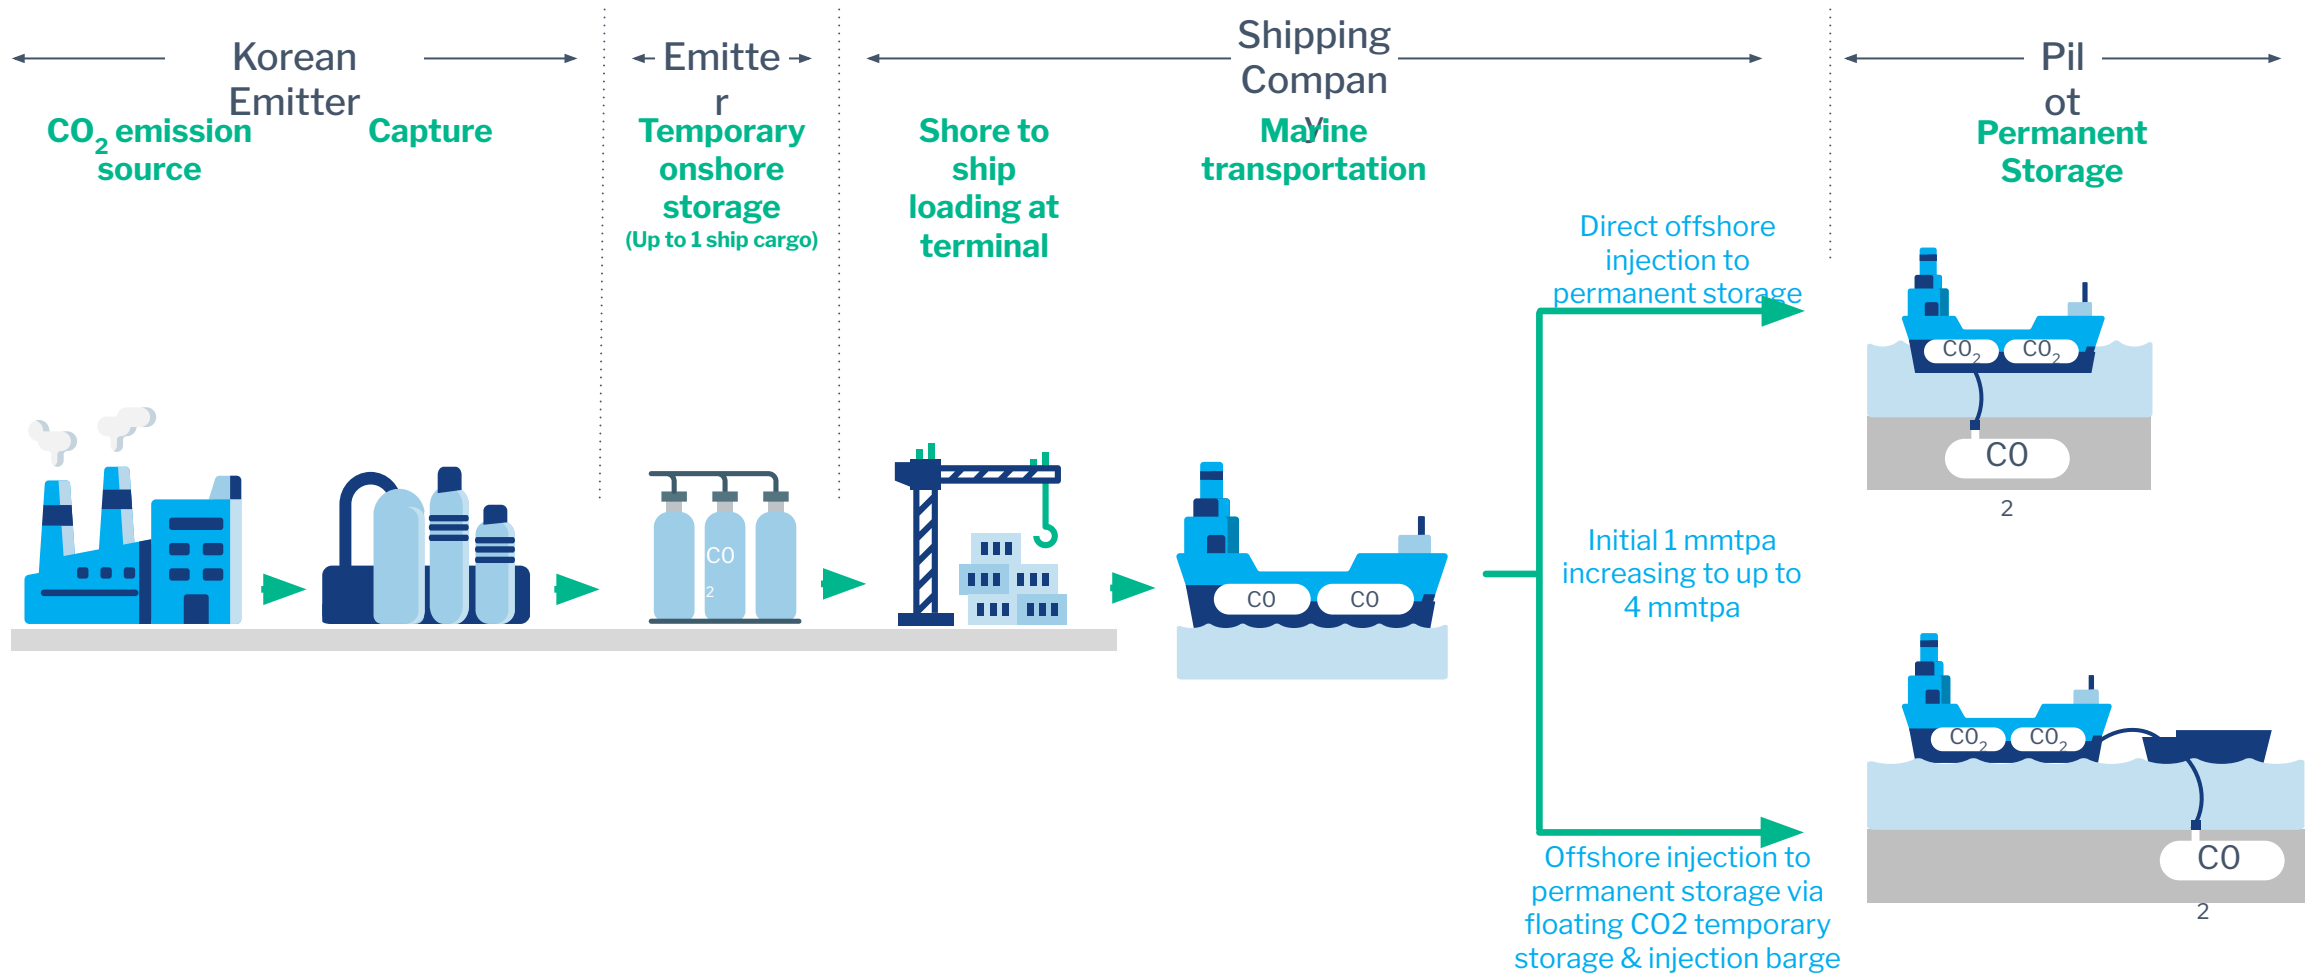 Korean
Emitter
Emitte
r
Shipping
Compan
y
Pil
ot
CO2 emission
source
Capture
Temporary
onshore
storage
(Up to 1 ship cargo)
Shore to
ship
loading at
terminal
Marine
transportation
Permanent
Storage
Direct offshore
injection to
permanent storage
CO2 CO2
CO
2
CO
2
CO CO
Initial 1 mmtpa
increasing to up to
4 mmtpa
CO2 CO2
CO
2
Offshore injection to
permanent storage via
floating CO2 temporary
storage & injection barge